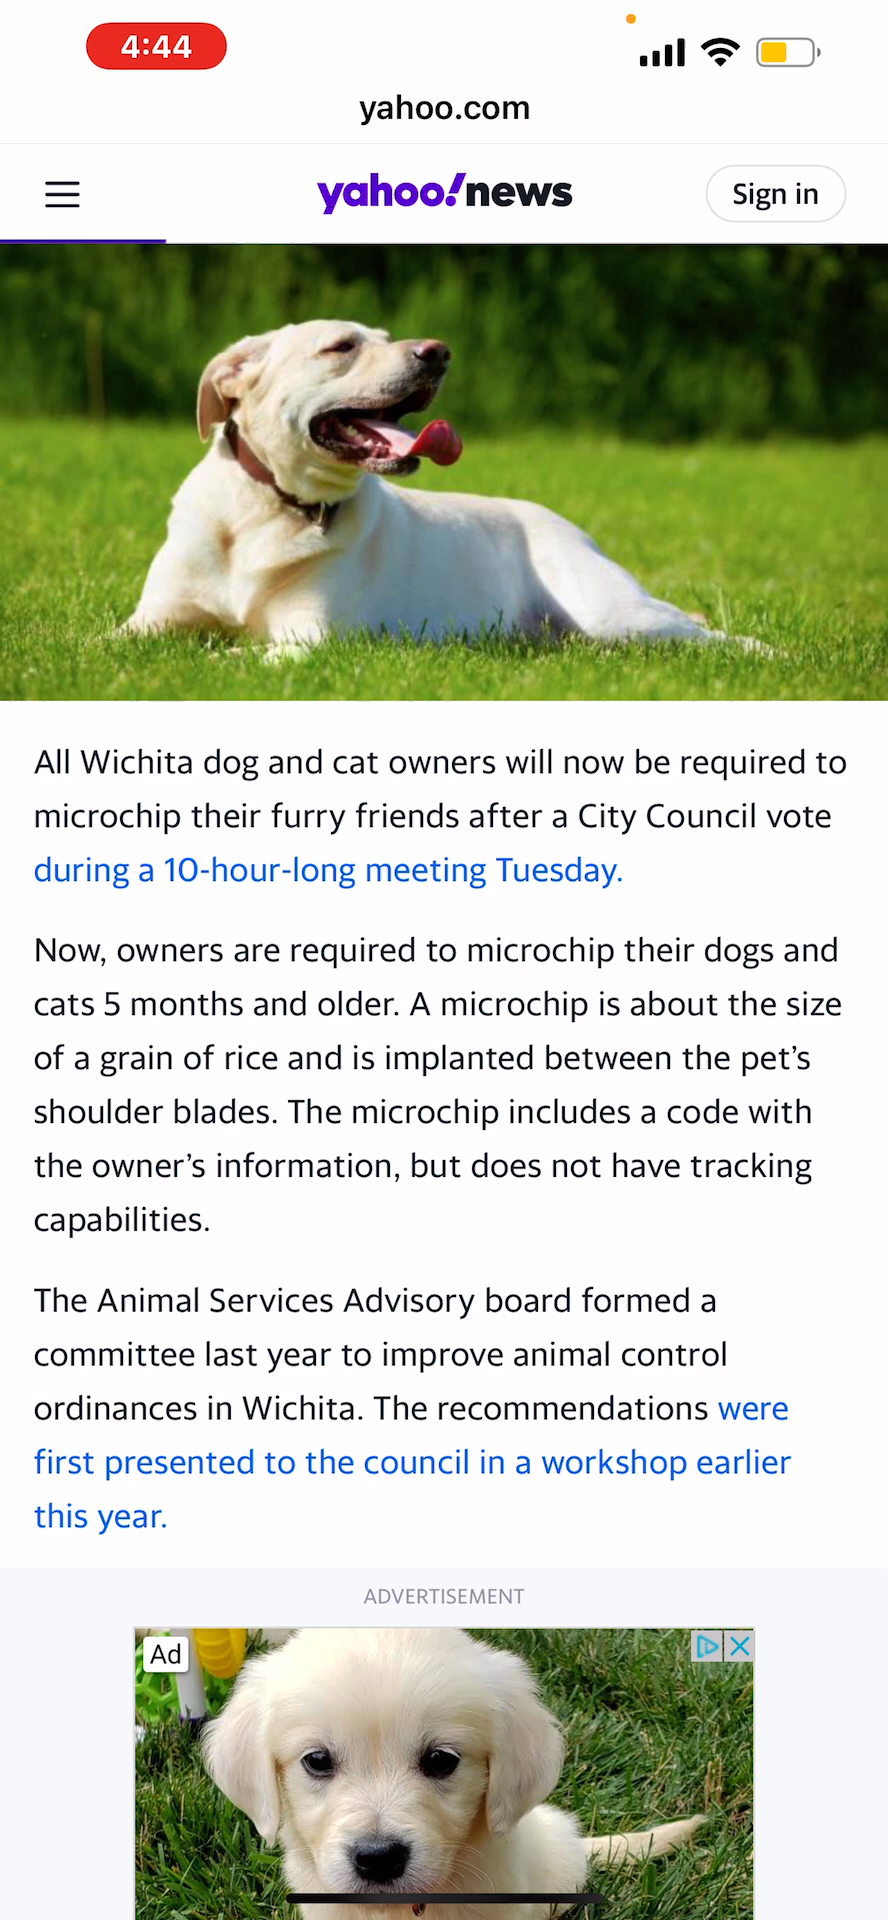 4:44
yahoo.com
yahoo!news
Sign in
All Wichita dog and cat owners will now be required to
microchip their furry friends after a City Council vote
during a 10-hour-long meeting Tuesday.
Now, owners are required to microchip their dogs and
cats 5 months and older. A microchip is about the size
of a grain of rice and is implanted between the pet’s
shoulder blades. The microchip includes a code with
the owner’s information, but does not have tracking
capabilities.
The Animal Services Advisory board formed a
committee last year to improve animal control
ordinances in Wichita. The recommendations were
first presented to the council in a workshop earlier
this year.
ADVERTISEMENT
Ad